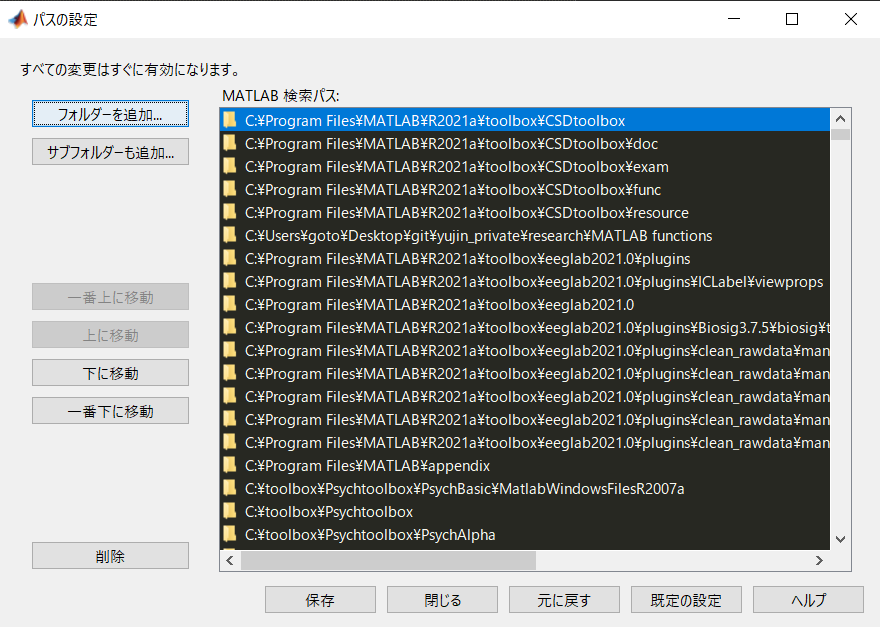 パスの設定
すべての変更はすぐに有効になります。
MATLAB 検索パス:
フォルダーを追加...
サブフォルダーも追加...
一番上に移動
上に移動
下に移動
一番下に移動
削除
C:¥Program Files¥MATLAB¥R2021a¥toolbox¥CSDtoolbox
C:¥Program Files¥MATLAB¥R2021a¥toolbox¥CSDtoolbox¥doc
C:¥Program Files¥MATLAB¥R2021a¥toolbox¥CSDtoolbox¥exam
C:¥Program Files¥MATLAB¥R2021a¥toolbox¥CSDtoolbox¥func
C:¥Program Files¥MATLAB¥R2021a¥toolbox¥CSDtoolbox¥resource
C:¥Users¥goto¥Desktop¥git¥yujin_private¥research¥MATLAB functions
C:¥Program Files¥MATLAB¥R2021a¥toolbox¥eeglab2021.0¥plugins
C:¥Program Files¥MATLAB¥R2021a¥toolbox¥eeglab2021.0¥plugins¥ICLabel¥viewprops
C:¥Program Files¥MATLAB¥R2021a¥toolbox¥eeglab2021.0
C:¥Program Files¥MATLAB¥R2021a¥toolbox¥eeglab2021.0¥plugins¥Biosig3.7.5¥biosig¥t
C:¥Program Files¥MATLAB¥R2021a¥toolbox¥eeglab2021.0¥plugins¥clean_rawdata¥man
C:¥Program Files¥MATLAB¥R2021a¥toolbox¥eeglab2021.0¥plugins¥clean_rawdata¥man
C:¥Program Files¥MATLAB¥R2021a¥toolbox¥eeglab2021.0¥plugins¥clean_rawdata¥man
C:¥Program Files¥MATLAB¥R2021a¥toolbox¥eeglab2021.0¥plugins¥clean_rawdata¥man
C:¥Program Files¥MATLAB¥R2021a¥toolbox¥eeglab2021.0¥plugins¥clean_rawdata¥man
C:¥Program Files¥MATLAB¥appendix
C:¥toolbox¥Psychtoolbox¥PsychBasic¥MatlabWindowsFilesR2007a
C:¥toolbox¥Psychtoolbox
C:¥toolbox¥Psychtoolbox¥PsychAlpha
保存
閉じる
元に戻す
既定の設定
ヘルプ